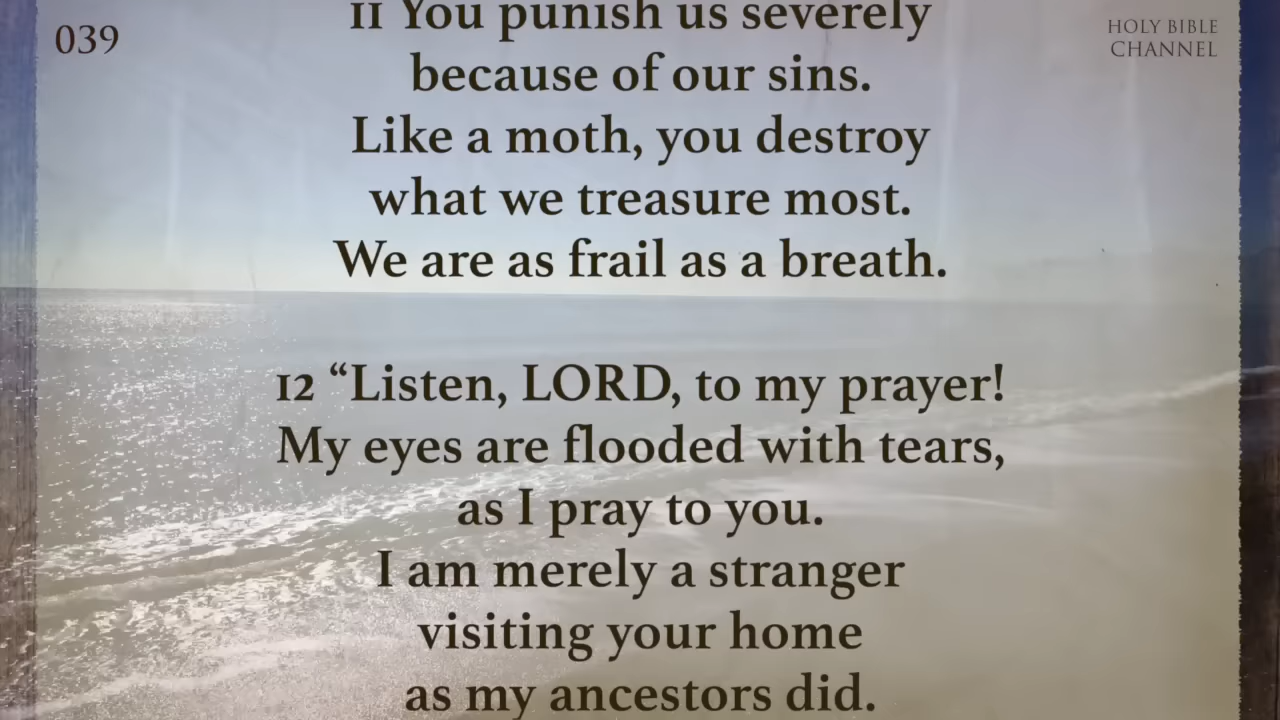 039
HOLY BIBLE
CHANNEL
11 You punish us severely
because of our sins.
Like a moth, you destroy
what we treasure most.
We are as frail as a breath.
12 “Listen, LORD, to my prayer!
My eyes are flooded with tears,
as I pray to you.
I am merely a stranger
visiting your home
as my ancestors did.